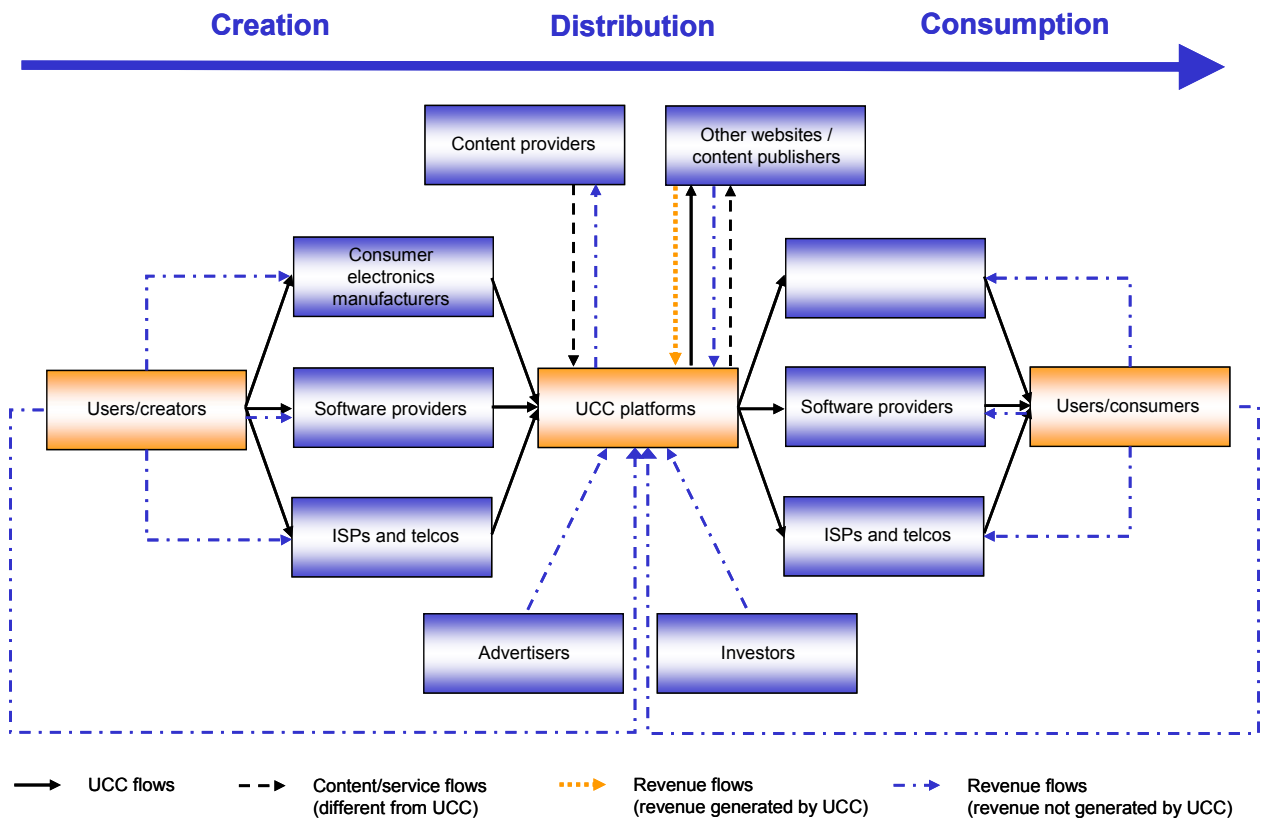 Creation
Distribution
Consumption
Content providers
Other websites /
content publishers
Consumer
electronics
manufacturers
Users/creators
Software providers
UCC platforms
Software providers
Users/consumers
ISPs and telcos
ISPs and telcos
Advertisers
Investors
UCC flows
Content/service flows
(different from UCC)
Revenue flows
(revenue generated by UCC)
Revenue flows
(revenue not generated by UCC)